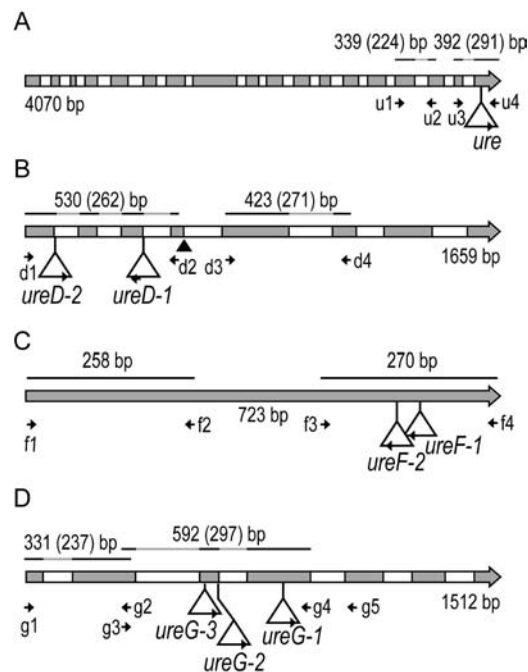 A
339 (224) bp 392 (291) bp
4070 bp
u1 u2 u3 u4
ure
B
530 (262) bp 423 (271) bp
d1 d2 d3 d4
1659 bp
ureD-2 ureD-1
C
258 bp 270 bp
723 bp
f1 f2 f3 f4
ureF-2 ureF-1
D
331 (237) bp 592 (297) bp
g1 g2 g3 g4 g5
1512 bp
ureG-3 ureG-2 ureG-1